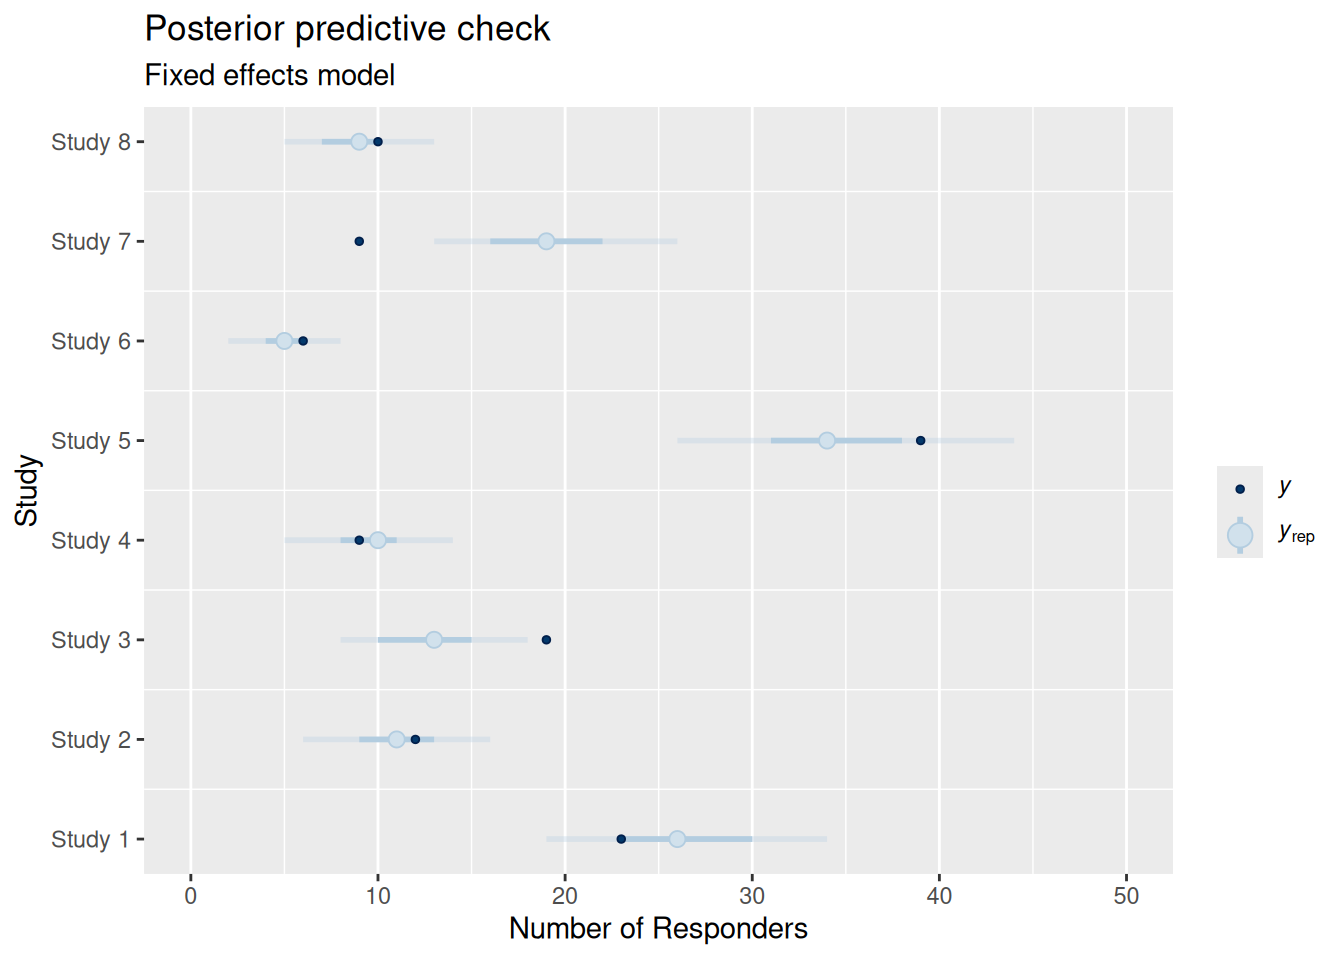 Posterior predictive check
Fixed effects model
Study 8
Study 7
Study 6
Study 5
Study 4
Study 3
Study 2
Study 1
Study
0 10 20 30 40 50
Number of Responders
y
yrep